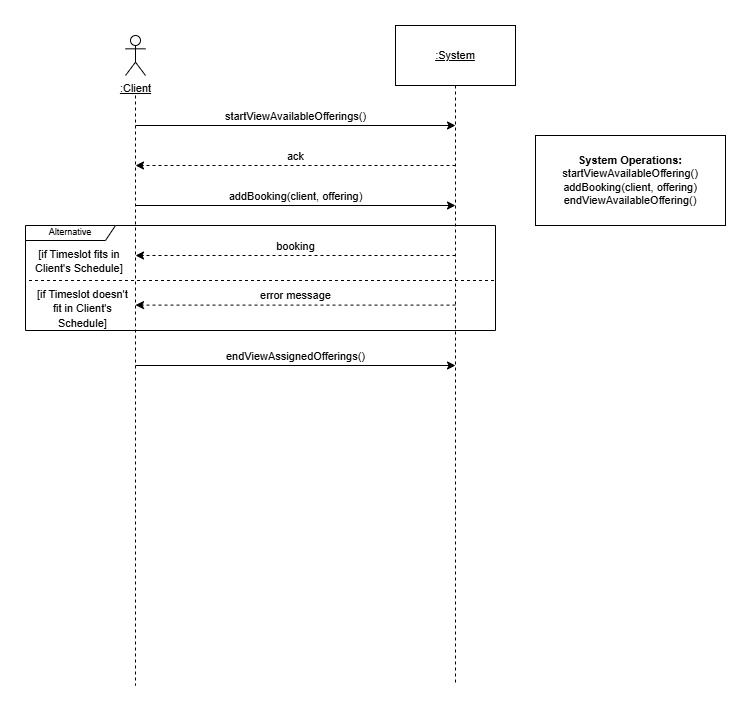 :System
:Client
startViewAvailableOfferings()
ack
System Operations:
startViewAvailableOffering()
addBooking(client, offering)
endViewAvailableOffering()
addBooking(client, offering)
Alternative
[if Timeslot fits in
Client's Schedule]
booking
[if Timeslot doesn't
fit in Client's
Schedule]
error message
endViewAssignedOfferings()